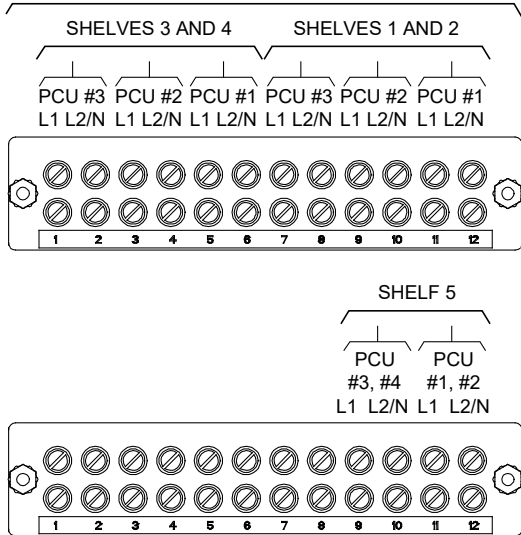 SHELVES 3 AND 4 SHELVES 1 AND 2
PCU #3 PCU #2 PCU #1 PCU #3 PCU #2 PCU #1
L1 L2/N L1 L2/N L1 L2/N L1 L2/N L1 L2/N L1 L2/N
1 2 3 4 5 6 7 8 9 10 11 12
SHELF 5
PCU PCU
#3, #4 #1, #2
L1 L2/N L1 L2/N
1 2 3 4 5 6 7 8 9 10 11 12